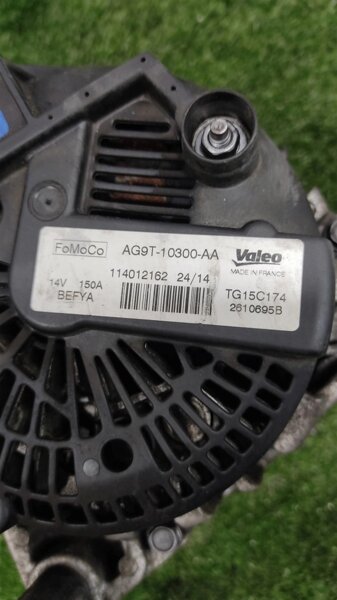 FoMoCo AG9T-10300-AA Valeo
MADE IN FRANCE
114012162 24/14
14V 150A TG15C174
BEFYA 2610695B